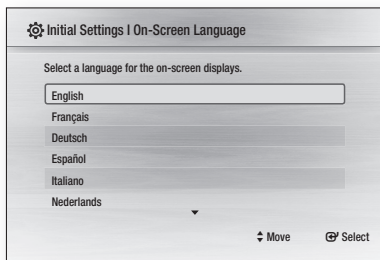 Initial Settings I On-Screen Language
Select a language for the on-screen displays.
English
Français
Deutsch
Español
Italiano
Nederlands
Move Select